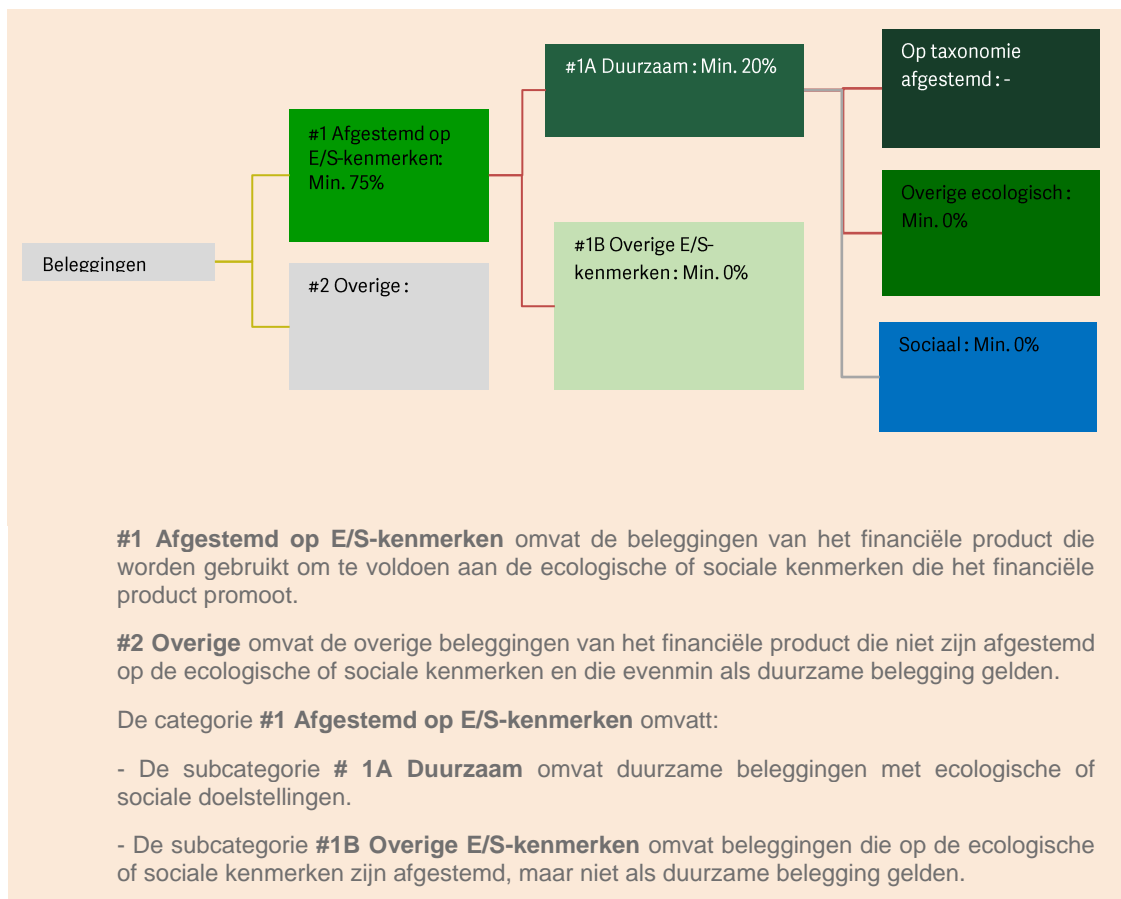 Beleggingen
#1 Afgestemd op
E/S-kenmerken:
Min. 75%
#2 Overige :
#1A Duurzaam : Min. 20%
#1B Overige E/S-
kenmerken : Min. 0%
Op taxonomie
afgestemd : -
Overige ecologisch :
Min. 0%
Sociaal : Min. 0%
#1 Afgestemd op E/S-kenmerken omvat de beleggingen van het financiële product die
worden gebruikt om te voldoen aan de ecologische of sociale kenmerken die het financiële
product promoot.
#2 Overige omvat de overige beleggingen van het financiële product die niet zijn afgestemd
op de ecologische of sociale kenmerken en die evenmin als duurzame belegging gelden.
De categorie #1 Afgestemd op E/S-kenmerken omvatt:
- De subcategorie # 1A Duurzaam omvat duurzame beleggingen met ecologische of
sociale doelstellingen.
- De subcategorie #1B Overige E/S-kenmerken omvat beleggingen die op de ecologische
of sociale kenmerken zijn afgestemd, maar niet als duurzame belegging gelden.